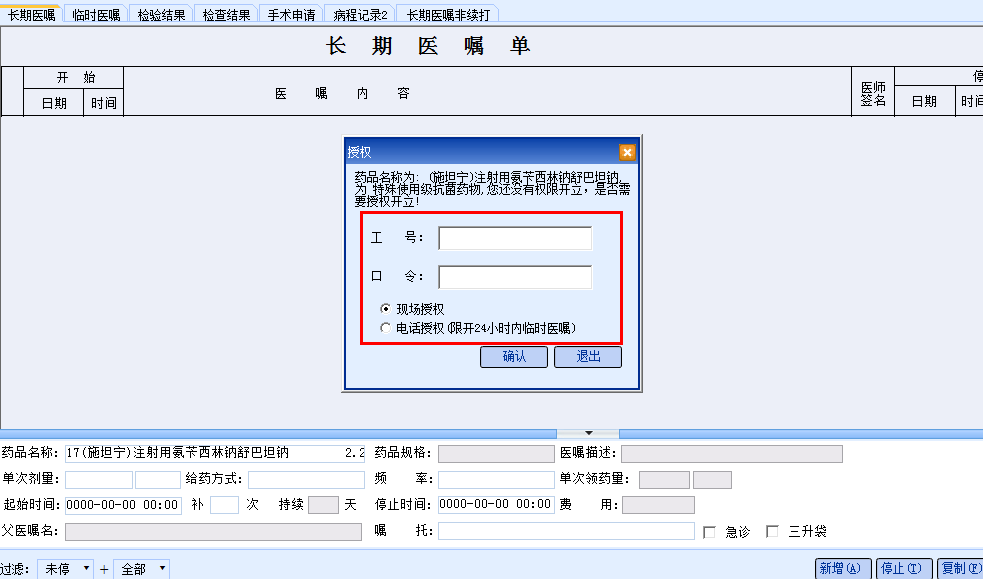 长期医嘱 临时医嘱 检验结果 检查结果 手术申请 病程记录2 长期医嘱非续打
长 期 医 嘱 单
开 始
医 嘱 内 容
医师
签名
停
日期 时间
日期 时间
授权
药品名称为: (施坦宁)注射用氨苄西林钠舒巴坦钠,
为 特殊使用级抗菌药物,您还没有权限开立，是否需
要授权开立!
工 号:
口 令:
现场授权
电话授权(限开24小时内临时医嘱)
确认 退出
药品名称: 17(施坦宁)注射用氨苄西林钠舒巴坦钠 2.2 药品规格: 医嘱描述:
单次剂量: 给药方式: 频 率: 单次领药量:
起始时间: 0000-00-00 00:00 补 次 持续 天 停止时间: 0000-00-00 00:00 费 用:
父医嘱名: 嘱 托: 急诊 三升袋
过滤: 未停 + 全部 新增(A) 停止(T) 复制(P)